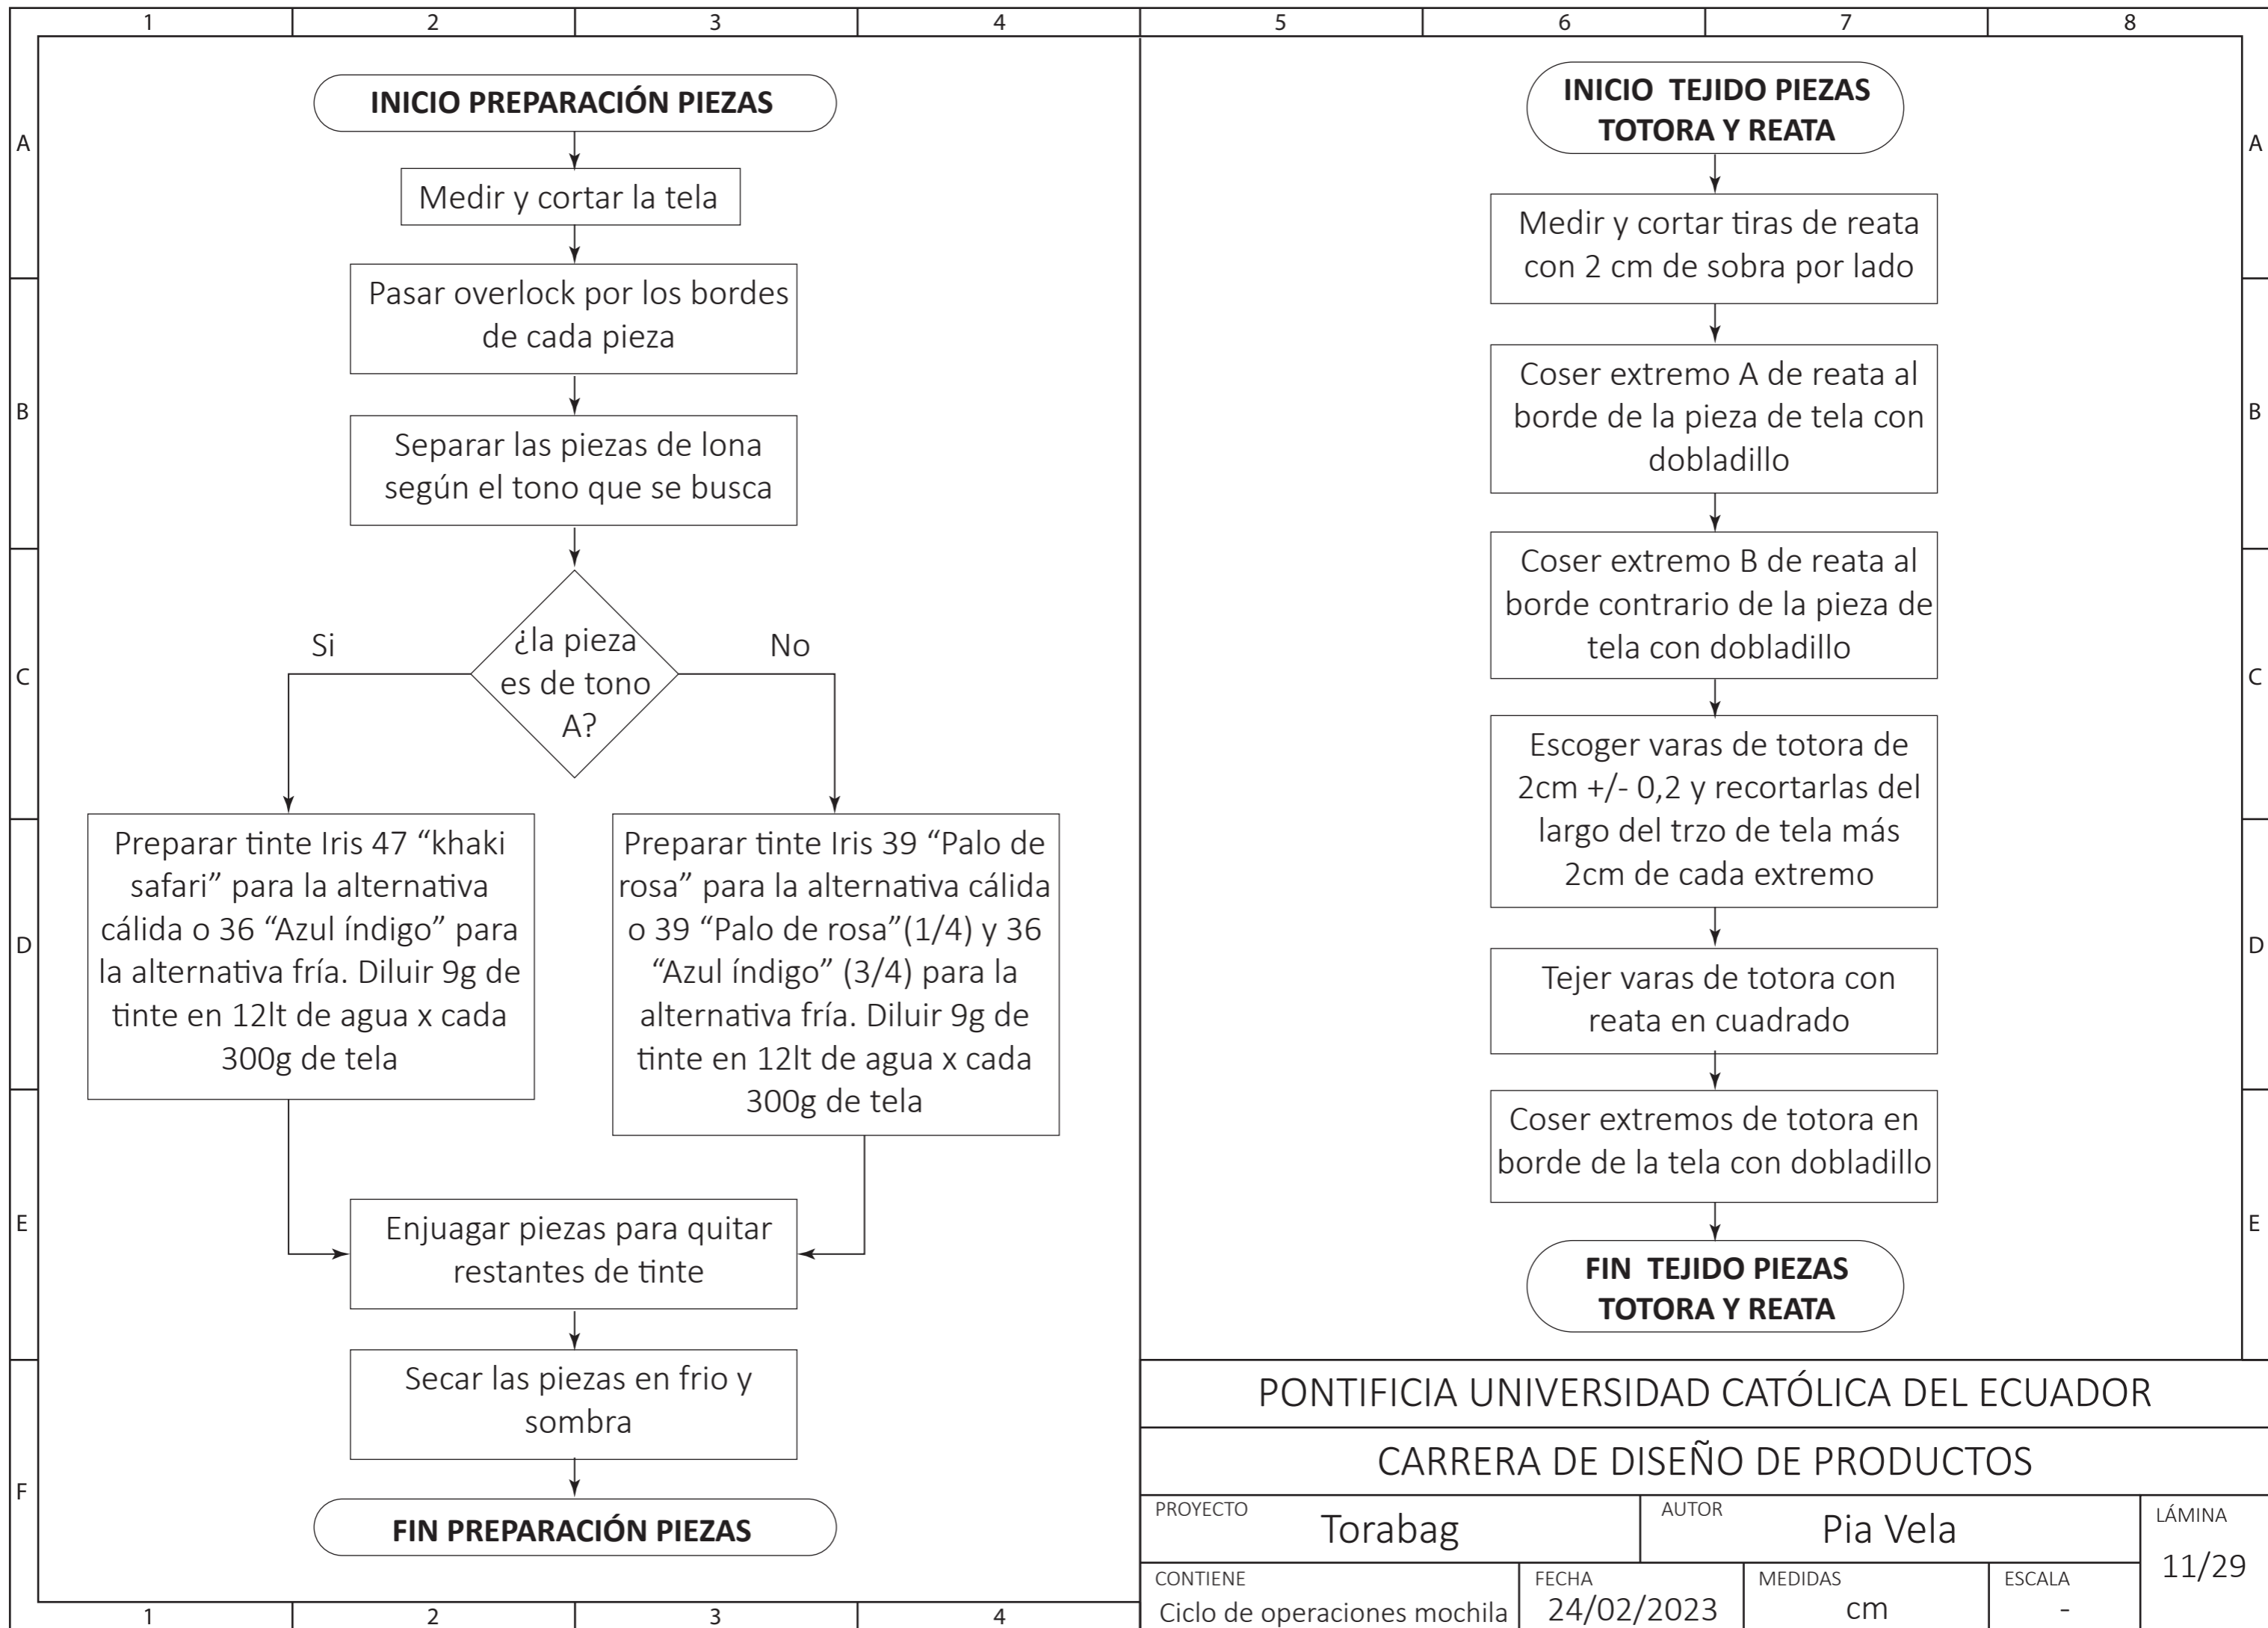 1 2 3 4 5 6 7 8
A
B
C
D
E
F
INICIO PREPARACIÓN PIEZAS
Medir y cortar la tela
Pasar overlock por los bordes
de cada pieza
Separar las piezas de lona
según el tono que se busca
¿la pieza
es de tono
A?
Si
No
Preparar tinte Iris 47 “khaki
safari” para la alternativa
cálida o 36 “Azul índigo” para
la alternativa fría. Diluir 9g de
tinte en 12lt de agua x cada
300g de tela
Preparar tinte Iris 39 “Palo de
rosa” para la alternativa cálida
o 39 “Palo de rosa”(1/4) y 36
“Azul índigo” (3/4) para la
alternativa fría. Diluir 9g de
tinte en 12lt de agua x cada
300g de tela
Enjuagar piezas para quitar
restantes de tinte
Secar las piezas en frio y
sombra
FIN PREPARACIÓN PIEZAS
1 2 3 4
INICIO TEJIDO PIEZAS
TOTORA Y REATA
Medir y cortar tiras de reata
con 2 cm de sobra por lado
Coser extremo A de reata al
borde de la pieza de tela con
dobladillo
Coser extremo B de reata al
borde contrario de la pieza de
tela con dobladillo
Escoger varas de totora de
2cm +/- 0,2 y recortarlas del
largo del trzo de tela más
2cm de cada extremo
Tejer varas de totora con
reata en cuadrado
Coser extremos de totora en
borde de la tela con dobladillo
FIN TEJIDO PIEZAS
TOTORA Y REATA
A
B
C
D
E
PONTIFICIA UNIVERSIDAD CATÓLICA DEL ECUADOR
CARRERA DE DISEÑO DE PRODUCTOS
PROYECTO
Torabag
AUTOR
Pia Vela
LÁMINA
11/29
CONTIENE
Ciclo de operaciones mochila
FECHA
24/02/2023
MEDIDAS
cm
ESCALA
-